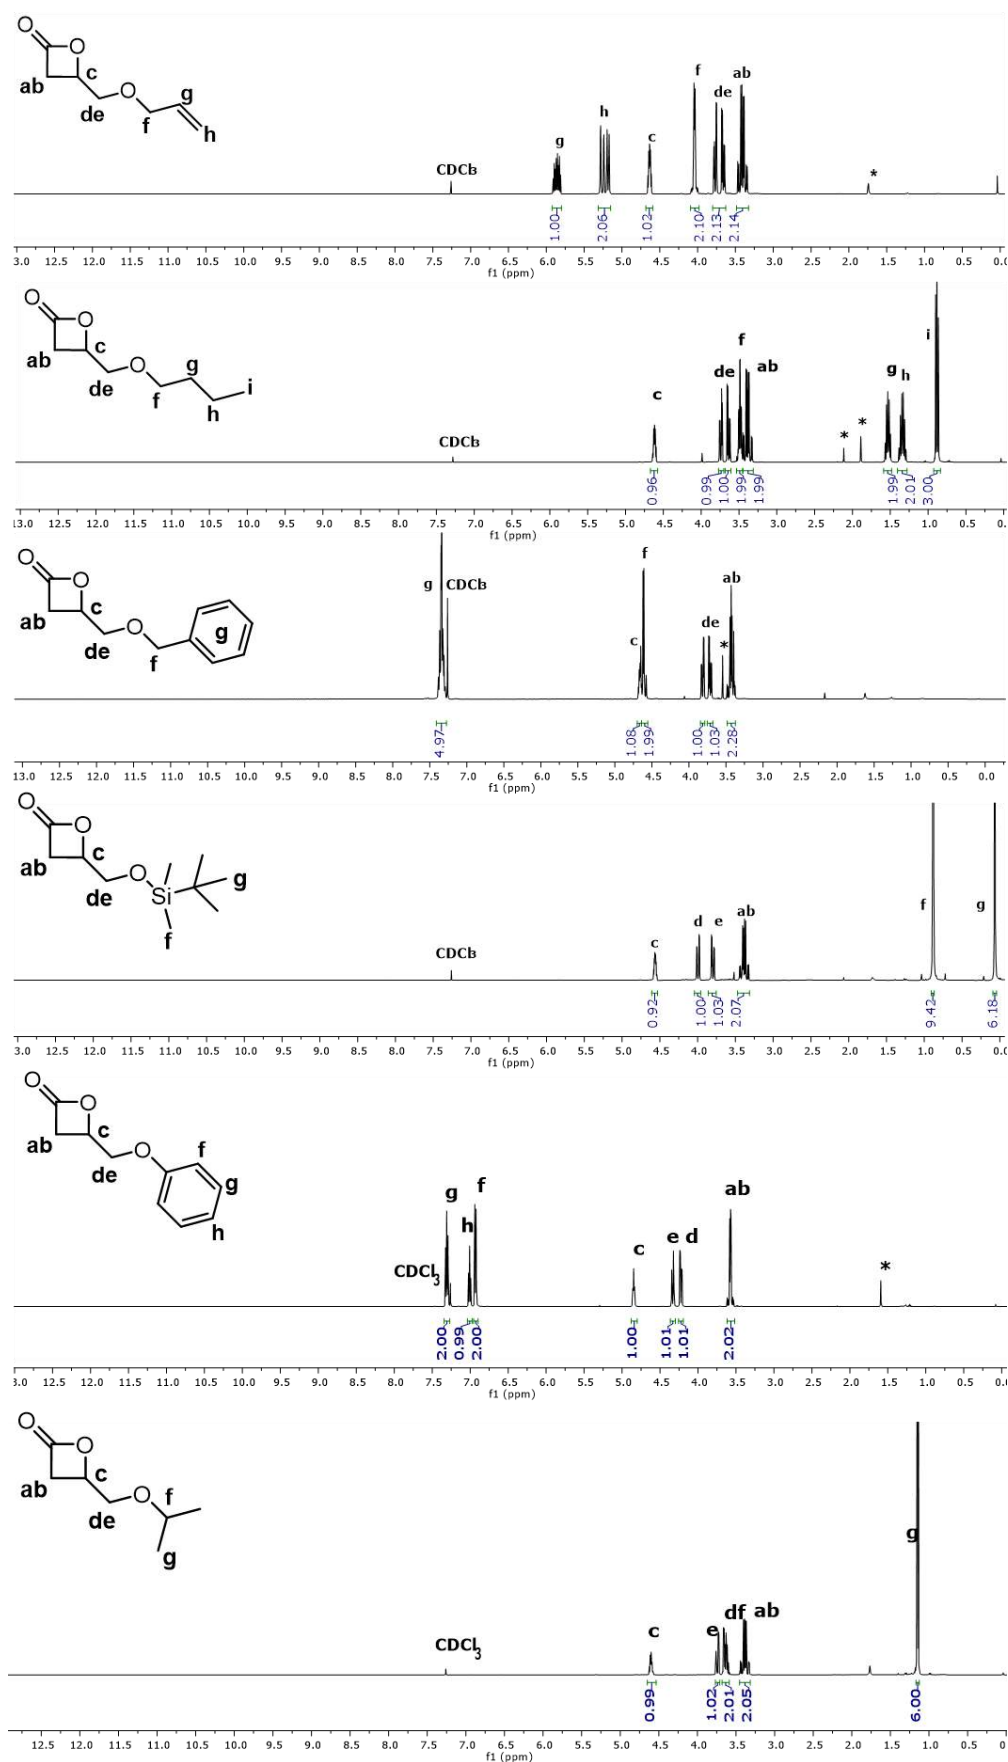 O
O
ab
c
de
O
f
g
h
CDCl3
g
h
c
f
de
ab
*
1.00
2.06
1.02
2.10
2.13
2.14
3.0 12.5 12.0 11.5 11.0 10.5 10.0 9.5 9.0 8.5 8.0 7.5 7.0 6.5 6.0 5.5 5.0 4.5 4.0 3.5 3.0 2.5 2.0 1.5 1.0 0.5 0.0
f1 (ppm)
O
O
ab
c
de
O
f
g
h
i
CDCl3
c
de
f
ab
*
*
g
h
i
0.96
0.99
1.00
1.99
1.99
1.99
2.01
3.00
13.0 12.5 12.0 11.5 11.0 10.5 10.0 9.5 9.0 8.5 8.0 7.5 7.0 6.5 6.0 5.5 5.0 4.5 4.0 3.5 3.0 2.5 2.0 1.5 1.0 0.5 0.
f1 (ppm)
O
O
ab
c
de
O
f
g
g
CDCl3
c
f
de
*
ab
4.97
1.08
1.99
1.00
1.03
2.28
13.0 12.5 12.0 11.5 11.0 10.5 10.0 9.5 9.0 8.5 8.0 7.5 7.0 6.5 6.0 5.5 5.0 4.5 4.0 3.5 3.0 2.5 2.0 1.5 1.0 0.5 0.
f1 (ppm)
O
O
ab
c
de
O
Si
g
f
CDCl3
c
d
e
ab
f
g
0.92
1.00
1.03
2.07
9.42
6.18
3.0 12.5 12.0 11.5 11.0 10.5 10.0 9.5 9.0 8.5 8.0 7.5 7.0 6.5 6.0 5.5 5.0 4.5 4.0 3.5 3.0 2.5 2.0 1.5 1.0 0.5 0.0
f1 (ppm)
O
O
ab
c
de
O
f
g
h
CDCl3
g
h
f
c
e d
ab
*
2.00
0.99
2.00
1.00
1.01
1.01
2.02
3.0 12.5 12.0 11.5 11.0 10.5 10.0 9.5 9.0 8.5 8.0 7.5 7.0 6.5 6.0 5.5 5.0 4.5 4.0 3.5 3.0 2.5 2.0 1.5 1.0 0.5 0.0
f1 (ppm)
O
O
ab
c
de
O
f
g
CDCl3
c
e
df
ab
g
0.99
1.02
2.01
2.05
6.00
12.5 12.0 11.5 11.0 10.5 10.0 9.5 9.0 8.5 8.0 7.5 7.0 6.5 6.0 5.5 5.0 4.5 4.0 3.5 3.0 2.5 2.0 1.5 1.0 0.5 0.0
f1 (ppm)